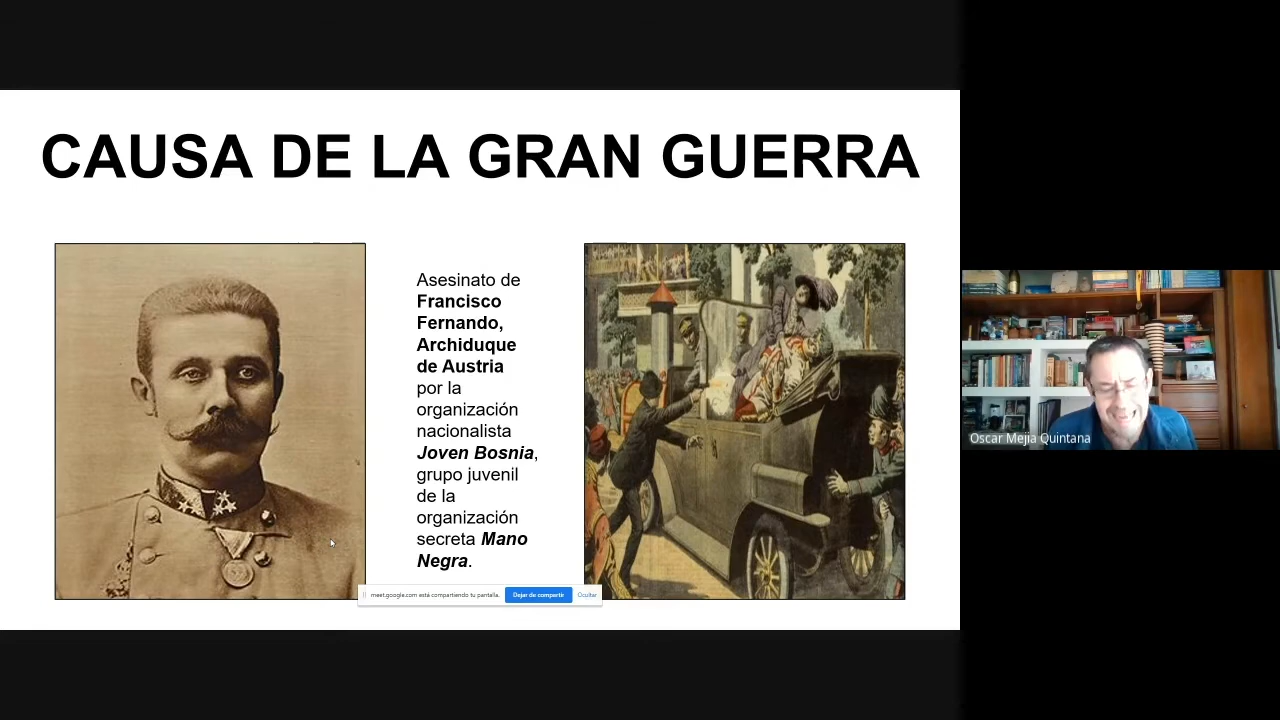 CAUSA DE LA GRAN GUERRA
Asesinato de
Francisco
Fernando,
Archiduque
de Austria
por la
organización
nacionalista
Joven Bosnia,
grupo juvenil
de la
organización
secreta Mano
Negra.
meet.google.com está compartiendo tu pantalla.
Dejar de compartir
Ocultar
Oscar Mejia Quintana